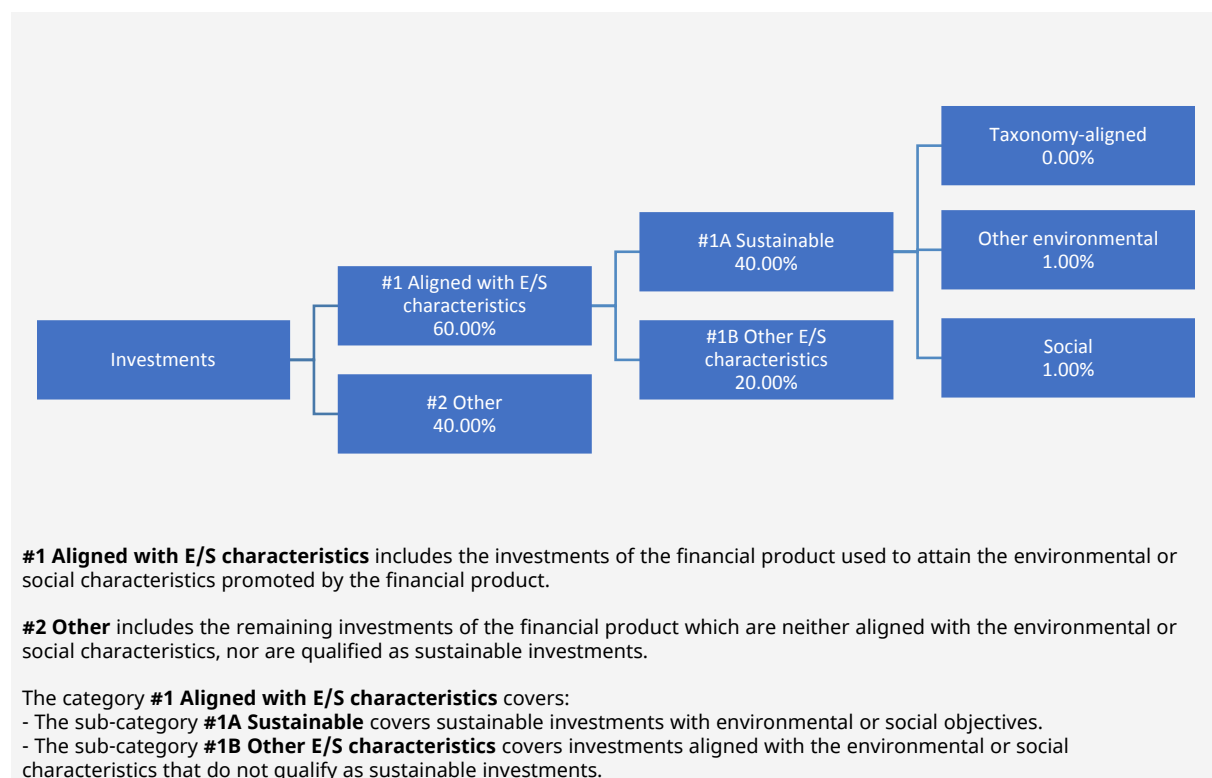 Taxonomy-aligned
0.00%
#1A Sustainable
40.00%
Other environmental
1.00%
#1 Aligned with E/S
characteristics
60.00%
Investments
#1B Other E/S
characteristics
20.00%
Social
1.00%
#2 Other
40.00%
#1 Aligned with E/S characteristics includes the investments of the financial product used to attain the environmental or
social characteristics promoted by the financial product.
#2 Other includes the remaining investments of the financial product which are neither aligned with the environmental or
social characteristics, nor are qualified as sustainable investments.
The category #1 Aligned with E/S characteristics covers:
- The sub-category #1A Sustainable covers sustainable investments with environmental or social objectives.
- The sub-category #1B Other E/S characteristics covers investments aligned with the environmental or social
characteristics that do not qualify as sustainable investments.